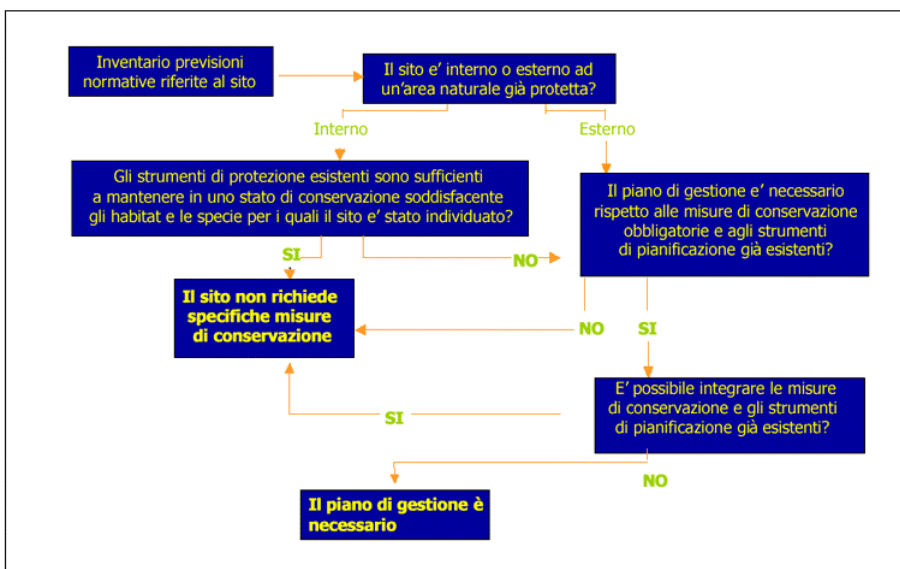 Inventario previsioni
normative riferite al sito
Il sito e' interno o esterno ad
un'area naturale già protetta?
Interno
Esterno
Gli strumenti di protezione esistenti sono sufficienti
a mantenere in uno stato di conservazione soddisfacente
gli habitat e le specie per i quali il sito e' stato individuato?
Il piano di gestione e' necessario
rispetto alle misure di conservazione
obbligatorie e agli strumenti
di pianificazione già esistenti?
SI
NO
Il sito non richiede
specifiche misure
di conservazione
NO
SI
E' possibile integrare le misure
di conservazione e gli strumenti
di pianificazione già esistenti?
SI
NO
Il piano di gestione è
necessario